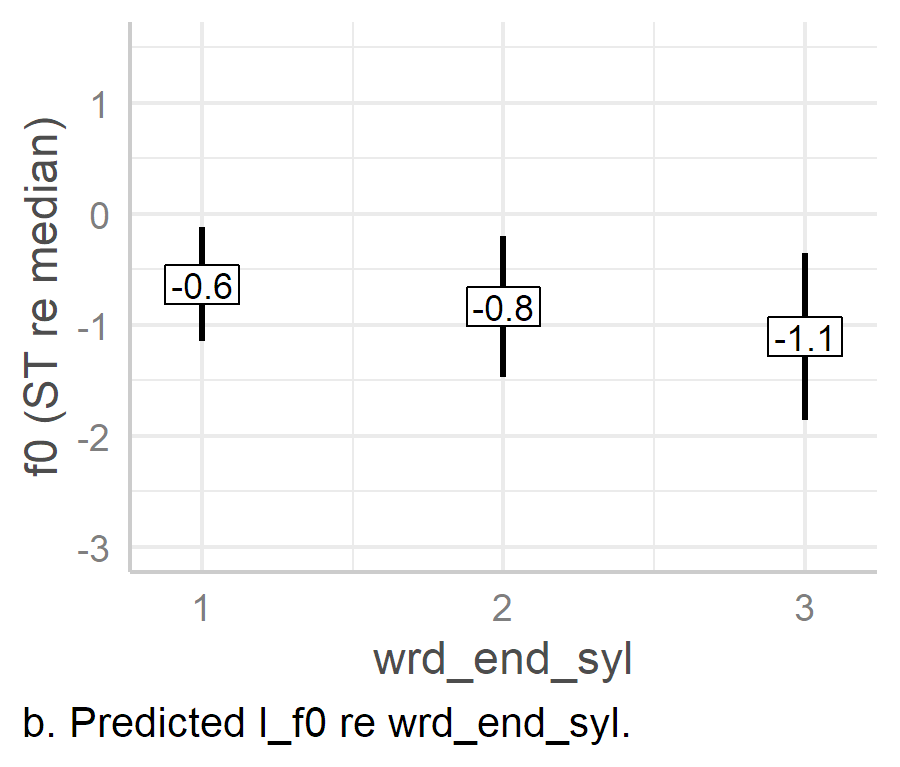 f0 (ST re median)
1
0
-1
-2
-3
-0.6
-0.8
-1.1
1 2 3
wrd_end_syl
b. Predicted l_f0 re wrd_end_syl.